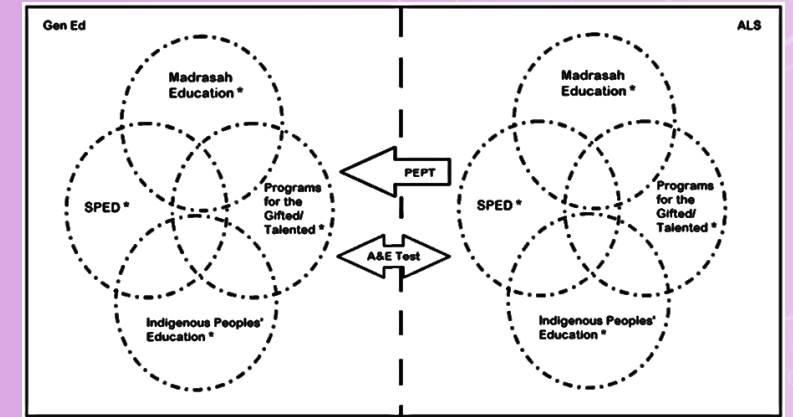 Gen Ed
ALS
Madrasah
Education *
SPED *
Programs
for the
Gifted/
Talented *
Indigenous Peoples'
Education *
PEPT
A&E Test
Madrasah
Education *
SPED *
Programs
for the
Gifted/
Talented *
Indigenous Peoples'
Education *